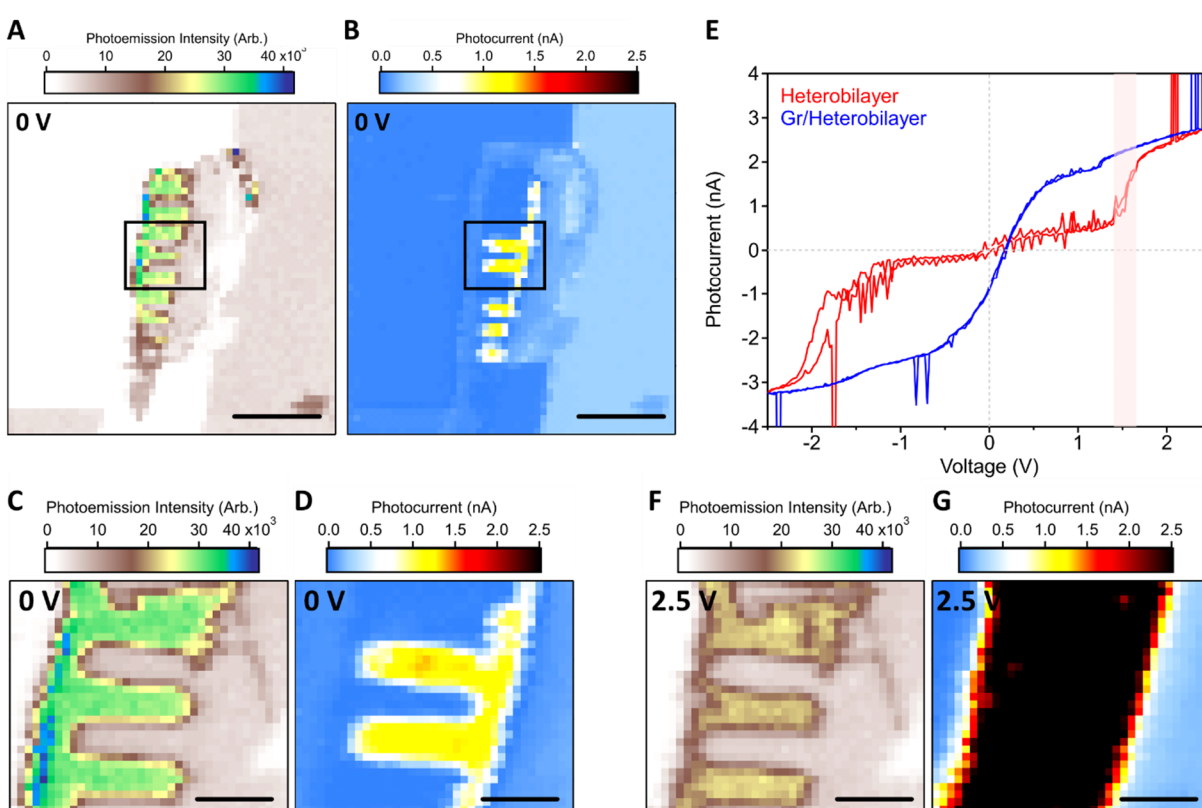 A
Photoemission Intensity (Arb.)
0 10 20 30 40 x10³
0 V
B
Photocurrent (nA)
0.0 0.5 1.0 1.5 2.0 2.5
0 V
E
Heterobilayer
Gr/Heterobilayer
Photocurrent (nA)
4
3
2
1
0
-1
-2
-3
-4
-2 -1 0 1 2
Voltage (V)
C
Photoemission Intensity (Arb.)
0 10 20 30 40 x10³
0 V
D
Photocurrent (nA)
0.0 0.5 1.0 1.5 2.0 2.5
0 V
F
Photoemission Intensity (Arb.)
0 10 20 30 40 x10³
2.5 V
G
Photocurrent (nA)
0.0 0.5 1.0 1.5 2.0 2.5
2.5 V